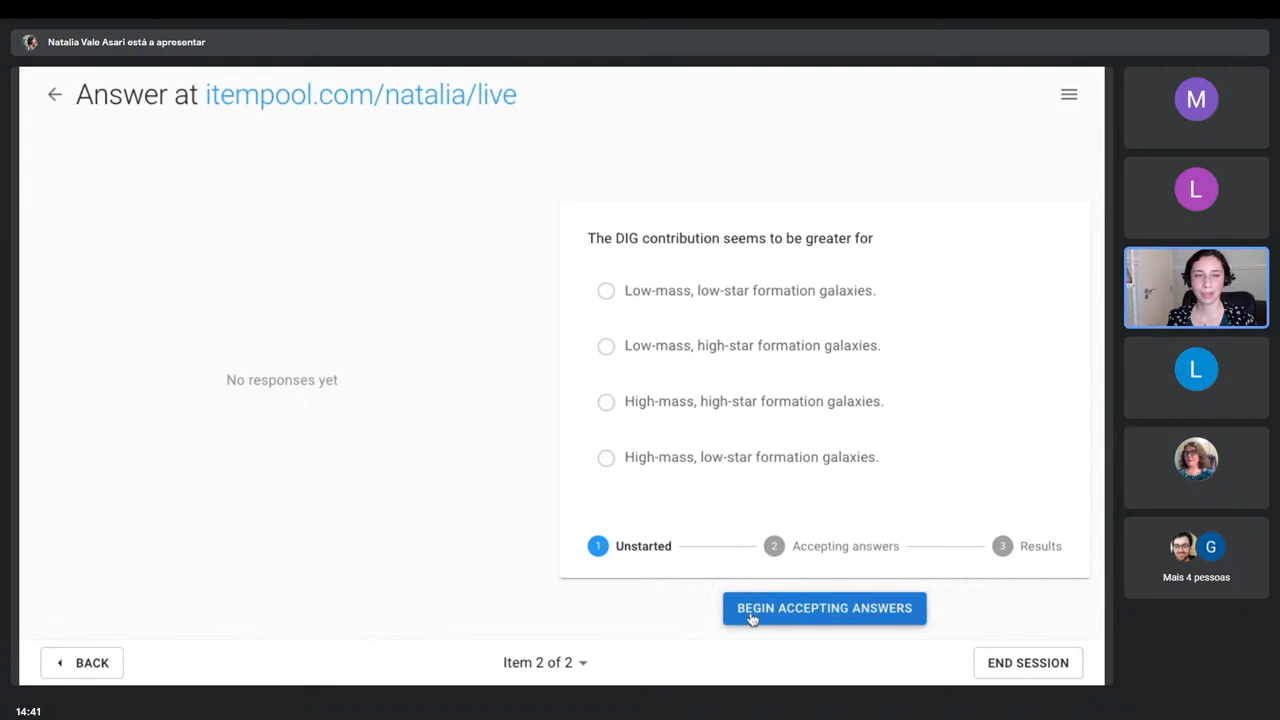 Natalia Vale Asari está a apresentar
Answer at itempool.com/natalia/live
M
L
The DIG contribution seems to be greater for
Low-mass, low-star formation galaxies.
Low-mass, high-star formation galaxies.
No responses yet
L
High-mass, high-star formation galaxies.
High-mass, low-star formation galaxies.
1 Unstarted
2 Accepting answers
3 Results
G
Mais 4 pessoas
BEGIN ACCEPTING ANSWERS
BACK
Item 2 of 2
END SESSION
14:41